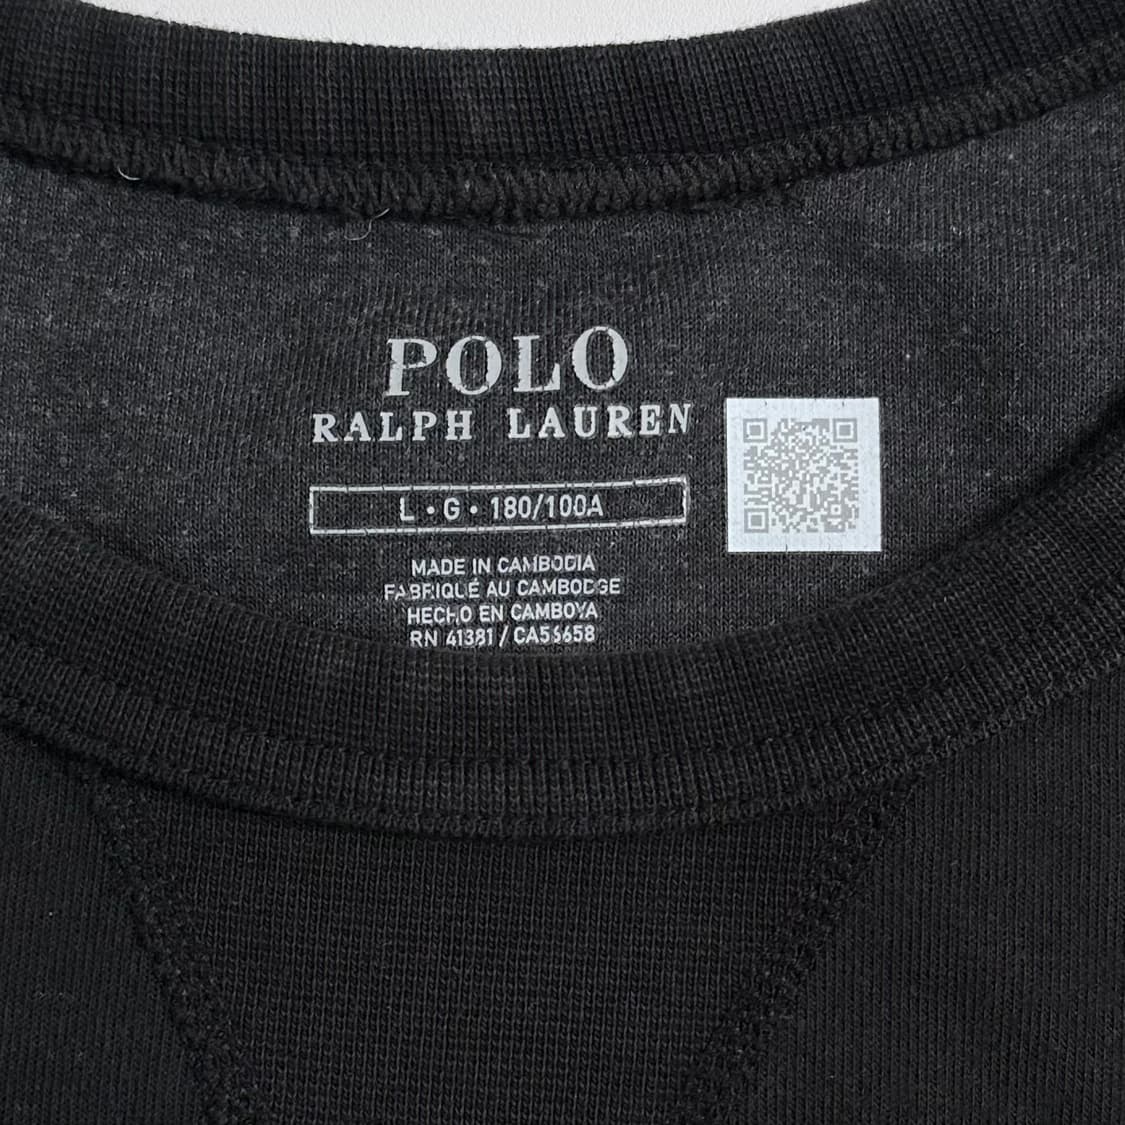 POLO
RALPH LAUREN
L • G • 180/100A
MADE IN CAMBODIA
FABRIQUÉ AU CAMBODGE
HECHO EN CAMBOYA
RN 41381 / CA56658